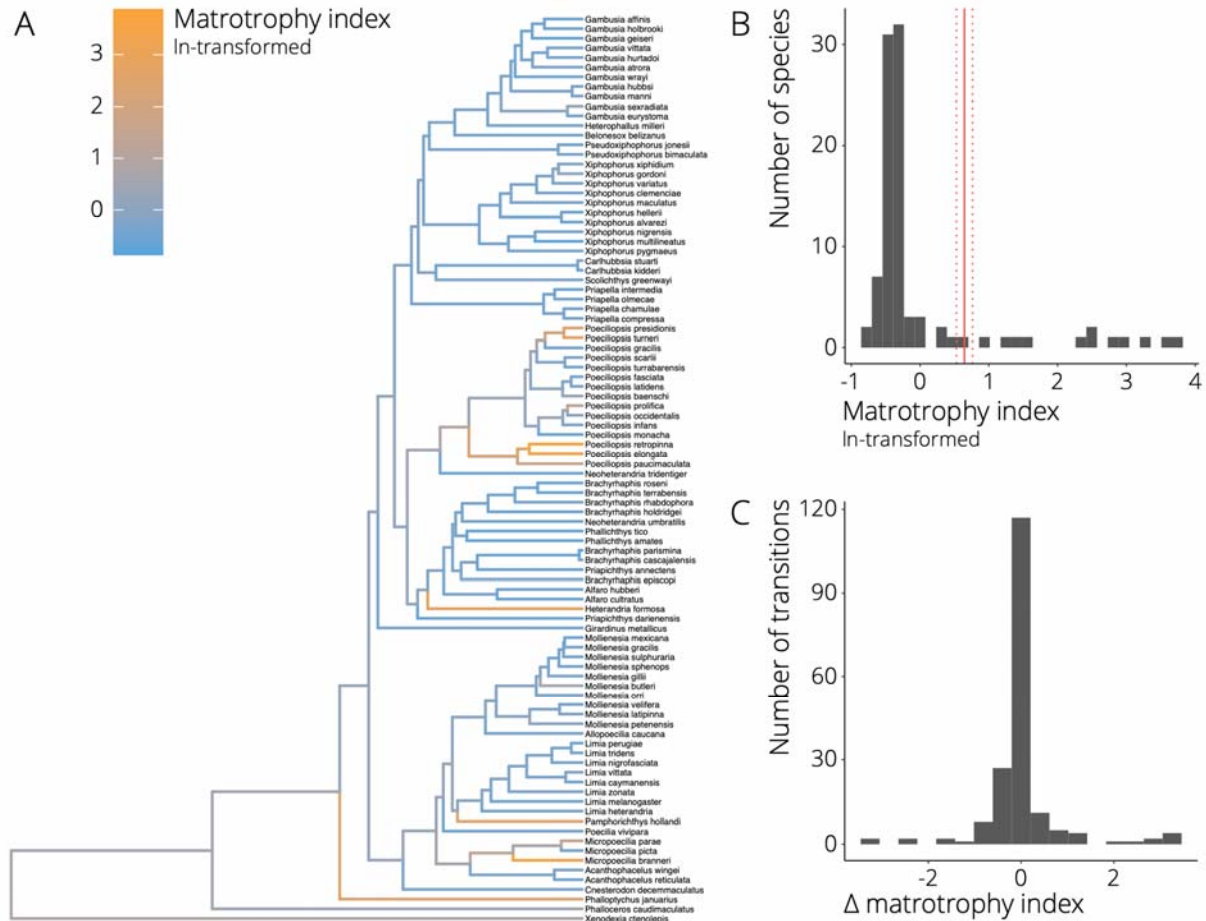 A
Matrotrophy index
ln-transformed
3
2
1
0
Gambusia affinis
Gambusia holbrooki
Gambusia geiseri
Gambusia vittata
Gambusia hurtadoi
Gambusia atrora
Gambusia wrayi
Gambusia hubbsi
Gambusia manni
Gambusia sexradiata
Gambusia eurystoma
Heterophallus milleri
Belonesox belizanus
Pseudoxiphophorus jonesii
Pseudoxiphophorus bimaculata
Xiphophorus xiphidium
Xiphophorus gordoni
Xiphophorus variatus
Xiphophorus clemenciae
Xiphophorus maculatus
Xiphophorus hellerii
Xiphophorus alvarezi
Xiphophorus nigrensis
Xiphophorus multilineatus
Xiphophorus pygmaeus
Carlhubbsia stuarti
Carlhubbsia kidderi
Scolichthys greenwayi
Priapella intermedia
Priapella olmecae
Priapella chamulae
Priapella compressa
Poeciliopsis presidionis
Poeciliopsis turneri
Poeciliopsis gracilis
Poeciliopsis scarlii
Poeciliopsis turrabarensis
Poeciliopsis fasciata
Poeciliopsis latidens
Poeciliopsis baenschi
Poeciliopsis prolifica
Poeciliopsis occidentalis
Poeciliopsis infans
Poeciliopsis monacha
Poeciliopsis retropinna
Poeciliopsis elongata
Poeciliopsis paucimaculata
Neoheterandria tridentiger
Brachyrhaphis roseni
Brachyrhaphis terrabensis
Brachyrhaphis rhabdophora
Brachyrhaphis holdridgei
Neoheterandria umbratilis
Phallichthys tico
Phallichthys amates
Brachyrhaphis parismina
Brachyrhaphis cascajalensis
Priapichthys annectens
Brachyrhaphis episcopi
Alfaro hubberi
Alfaro cultratus
Heterandria formosa
Priapichthys darienensis
Girardinus metallicus
Mollienesia mexicana
Mollienesia gracilis
Mollienesia sulphuraria
Mollienesia sphenops
Mollienesia gillii
Mollienesia butleri
Mollienesia orri
Mollienesia velifera
Mollienesia latipinna
Mollienesia petenensis
Allopoecilia caucana
Limia perugiae
Limia tridens
Limia nigrofasciata
Limia vittata
Limia caymanensis
Limia zonata
Limia melanogaster
Limia heterandria
Pamphorichthys hollandi
Poecilia vivipara
Micropoecilia parae
Micropoecilia picta
Micropoecilia branneri
Acanthophacelus wingei
Acanthophacelus reticulata
Cnesterodon decemmaculatus
Phalloptychus januarius
Phalloceros caudimaculatus
Xenodexia ctenolepis
B
Number of species
30
20
10
0
-1 0 1 2 3 4
Matrotrophy index
ln-transformed
C
Number of transitions
120
90
60
30
0
-2 0 2
Δ matrotrophy index